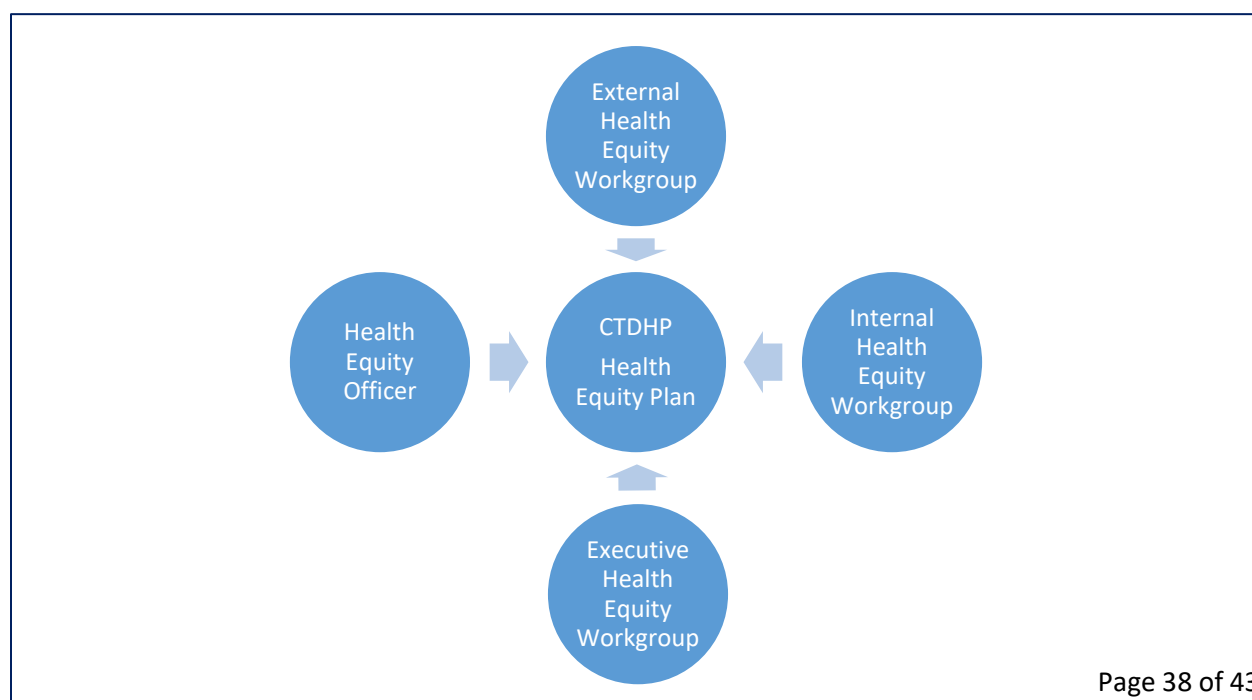 External
Health
Equity
Workgroup
Health
Equity
Officer
CTDHP
Health
Equity Plan
Internal
Health
Equity
Workgroup
Executive
Health
Equity
Workgroup
Page 38 of 43